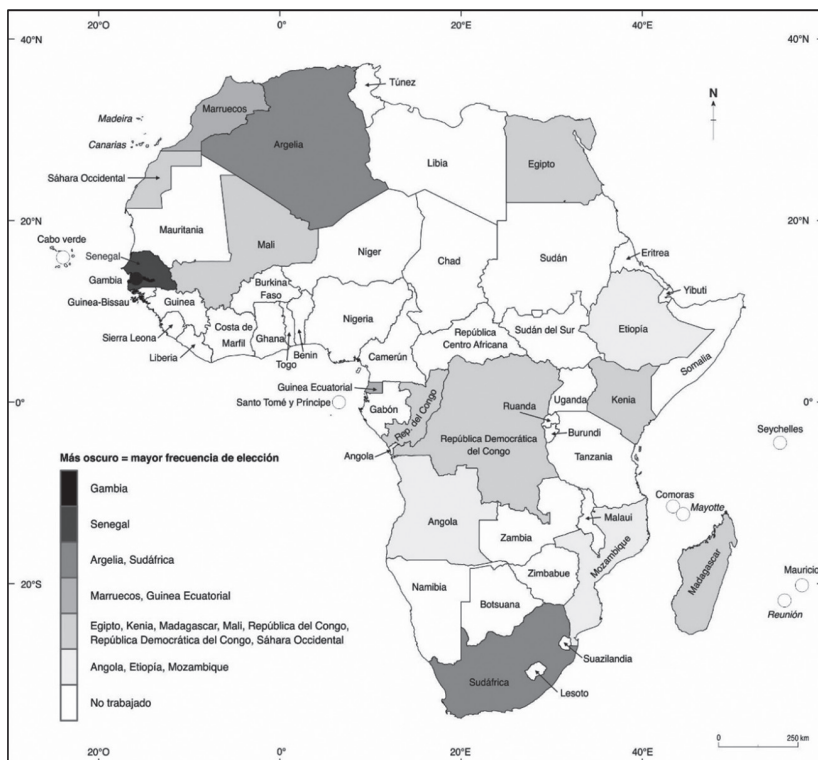 20°O
0°
20°E
40°E
40°N
40°N
Túnez
Marruecos
N
Madeira
Argelia
Canarias
Libia
Egipto
Sáhara Occidental
20°N
20°N
Mauritania
Cabo verde
Mali
Níger
Senegal
Chad
Sudán
Eritrea
Gambia
Burkina
Faso
Yibuti
Guinea-Bissau
Guinea
Nigeria
Etiopía
Costa de
Marfil
Sierra Leona
Ghana
Benin
República
Centro Africana
Sudán del Sur
Liberia
Togo
Camerún
Somalia
Guinea Ecuatorial
Uganda
Kenia
0°
Santo Tomé y Príncipe
Gabón
Rep. del Congo
Ruanda
0°
Burundi
Seychelles
República Democrática
del Congo
Angola
Tanzania
Más oscuro = mayor frecuencia de elección
Gambia
Comoras
Mayotte
Senegal
Angola
Malaui
Zambia
Mozambique
Argelia, Sudáfrica
Madagascar
Mauricio
20°S
Zimbabue
20°S
Namibia
Reunión
Marruecos, Guinea Ecuatorial
Botsuana
Egipto, Kenia, Madagascar, Mali, República del Congo,
República Democrática del Congo, Sáhara Occidental
Suazilandia
Angola, Etiopía, Mozambique
Sudáfrica
Lesoto
No trabajado
0
250 km
20°O
0°
20°E
40°E